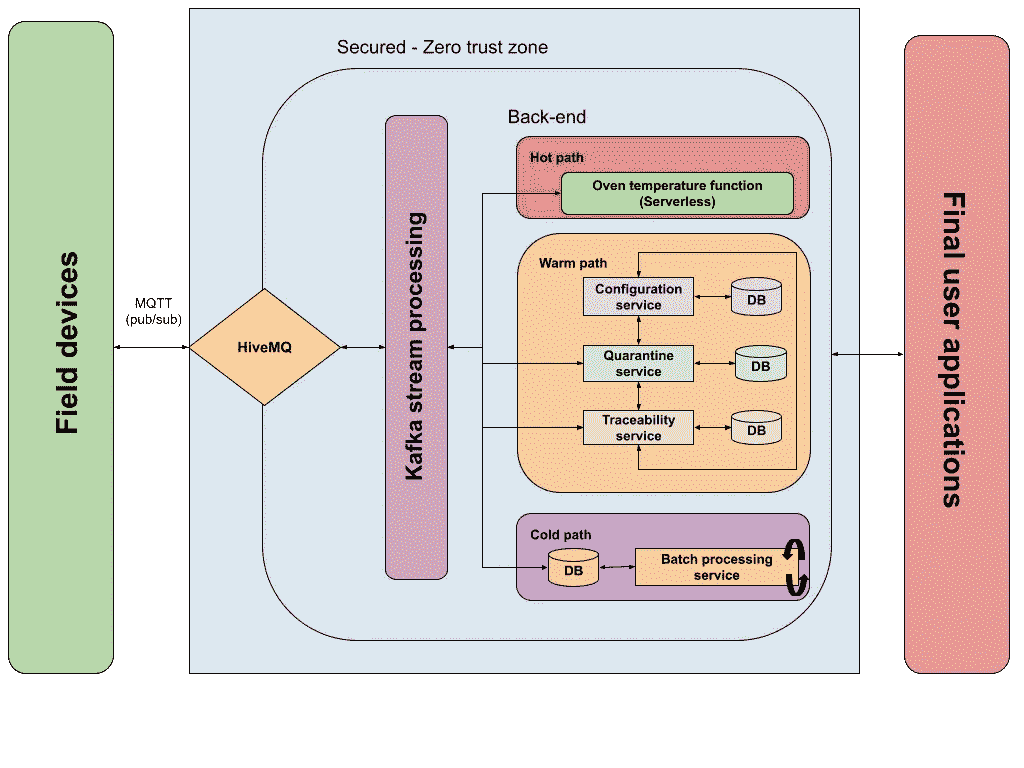 Secured - Zero trust zone
Back-end
Field devices
MQTT
(pub/sub)
HiveMQ
Kafka stream processing
Hot path
Oven temperature function
(Serverless)
Warm path
Configuration
service
DB
Quarantine
service
DB
Traceability
service
DB
Cold path
DB
Batch processing
service
Final user applications